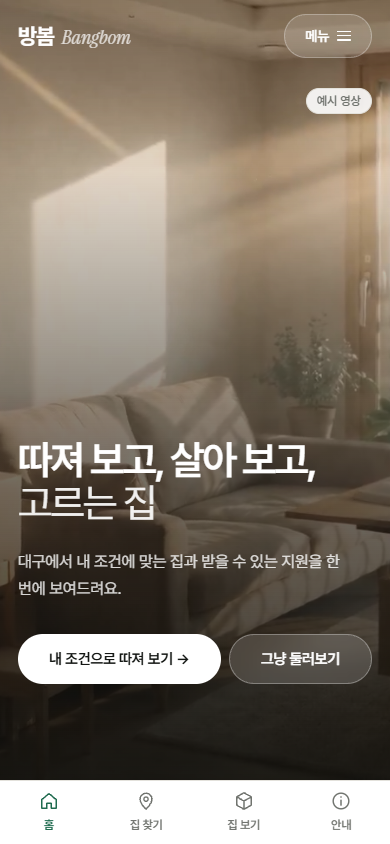 방봄 Bangbom
메뉴
예시 영상
따져 보고, 살아 보고,
고르는 집
대구에서 내 조건에 맞는 집과 받을 수 있는 지원을 한
번에 보여드려요.
내 조건으로 따져 보기 →
그냥 둘러보기
홈
집 찾기
집 보기
안내